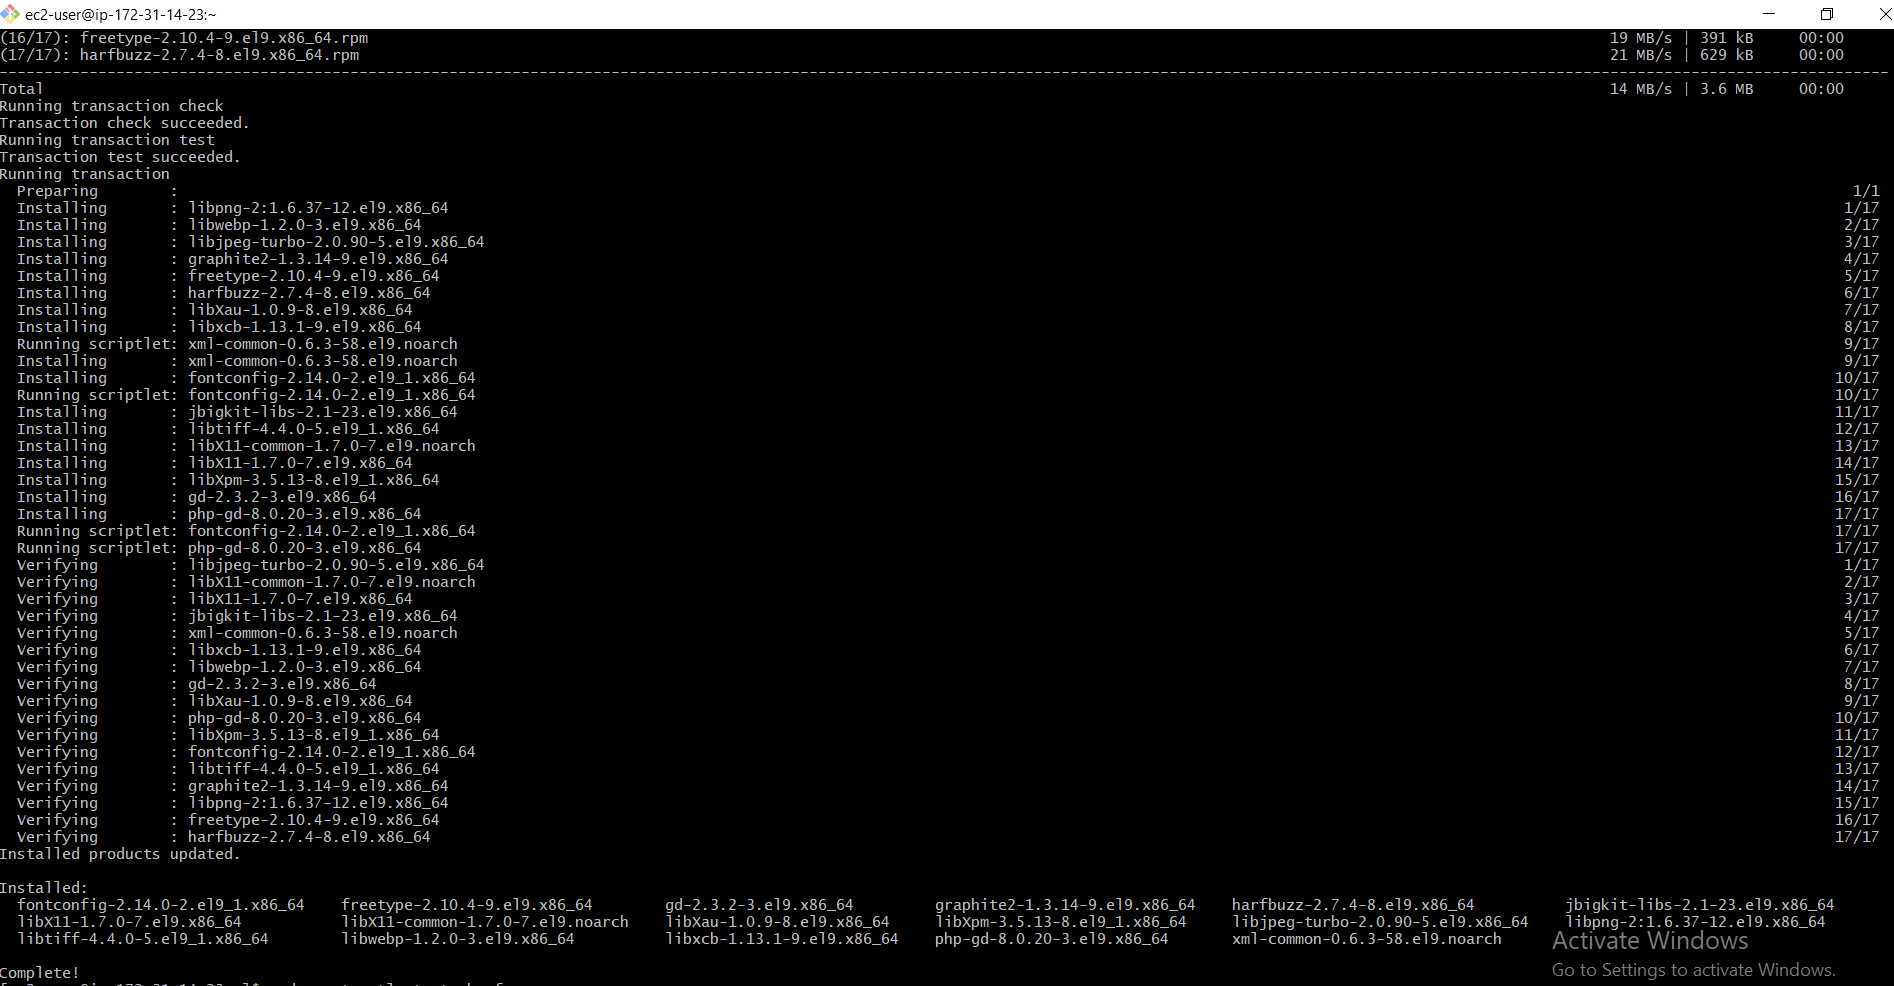 ec2-user@ip-172-31-14-23:~
(16/17): freetype-2.10.4-9.el9.x86_64.rpm 19 MB/s | 391 kB 00:00
(17/17): harfbuzz-2.7.4-8.el9.x86_64.rpm 21 MB/s | 629 kB 00:00
Total 14 MB/s | 3.6 MB 00:00
Running transaction check
Transaction check succeeded.
Running transaction test
Transaction test succeeded.
Running transaction
Preparing : 1/1
Installing : libpng-2:1.6.37-12.el9.x86_64 1/17
Installing : libwebp-1.2.0-3.el9.x86_64 2/17
Installing : libjpeg-turbo-2.0.90-5.el9.x86_64 3/17
Installing : graphite2-1.3.14-9.el9.x86_64 4/17
Installing : freetype-2.10.4-9.el9.x86_64 5/17
Installing : harfbuzz-2.7.4-8.el9.x86_64 6/17
Installing : libXau-1.0.9-8.el9.x86_64 7/17
Installing : libxcb-1.13.1-9.el9.x86_64 8/17
Running scriptlet: xml-common-0.6.3-58.el9.noarch 9/17
Installing : xml-common-0.6.3-58.el9.noarch 9/17
Installing : fontconfig-2.14.0-2.el9_1.x86_64 10/17
Running scriptlet: fontconfig-2.14.0-2.el9_1.x86_64 10/17
Installing : jbigkit-libs-2.1-23.el9.x86_64 11/17
Installing : libtiff-4.4.0-5.el9_1.x86_64 12/17
Installing : libX11-common-1.7.0-7.el9.noarch 13/17
Installing : libX11-1.7.0-7.el9.x86_64 14/17
Installing : libXpm-3.5.13-8.el9_1.x86_64 15/17
Installing : gd-2.3.2-3.el9.x86_64 16/17
Installing : php-gd-8.0.20-3.el9.x86_64 17/17
Running scriptlet: fontconfig-2.14.0-2.el9_1.x86_64 17/17
Running scriptlet: php-gd-8.0.20-3.el9.x86_64 17/17
Verifying : libjpeg-turbo-2.0.90-5.el9.x86_64 1/17
Verifying : libX11-common-1.7.0-7.el9.noarch 2/17
Verifying : libX11-1.7.0-7.el9.x86_64 3/17
Verifying : jbigkit-libs-2.1-23.el9.x86_64 4/17
Verifying : xml-common-0.6.3-58.el9.noarch 5/17
Verifying : libxcb-1.13.1-9.el9.x86_64 6/17
Verifying : libwebp-1.2.0-3.el9.x86_64 7/17
Verifying : gd-2.3.2-3.el9.x86_64 8/17
Verifying : libXau-1.0.9-8.el9.x86_64 9/17
Verifying : php-gd-8.0.20-3.el9.x86_64 10/17
Verifying : libXpm-3.5.13-8.el9_1.x86_64 11/17
Verifying : fontconfig-2.14.0-2.el9_1.x86_64 12/17
Verifying : libtiff-4.4.0-5.el9_1.x86_64 13/17
Verifying : graphite2-1.3.14-9.el9.x86_64 14/17
Verifying : libpng-2:1.6.37-12.el9.x86_64 15/17
Verifying : freetype-2.10.4-9.el9.x86_64 16/17
Verifying : harfbuzz-2.7.4-8.el9.x86_64 17/17
Installed products updated.
Installed:
fontconfig-2.14.0-2.el9_1.x86_64 freetype-2.10.4-9.el9.x86_64 gd-2.3.2-3.el9.x86_64 graphite2-1.3.14-9.el9.x86_64 harfbuzz-2.7.4-8.el9.x86_64 jbigkit-libs-2.1-23.el9.x86_64
libX11-1.7.0-7.el9.x86_64 libX11-common-1.7.0-7.el9.noarch libXau-1.0.9-8.el9.x86_64 libXpm-3.5.13-8.el9_1.x86_64 libjpeg-turbo-2.0.90-5.el9.x86_64 libpng-2:1.6.37-12.el9.x86_64
libtiff-4.4.0-5.el9_1.x86_64 libwebp-1.2.0-3.el9.x86_64 libxcb-1.13.1-9.el9.x86_64 php-gd-8.0.20-3.el9.x86_64 xml-common-0.6.3-58.el9.noarch
Activate Windows
Go to Settings to activate Windows.
Complete!